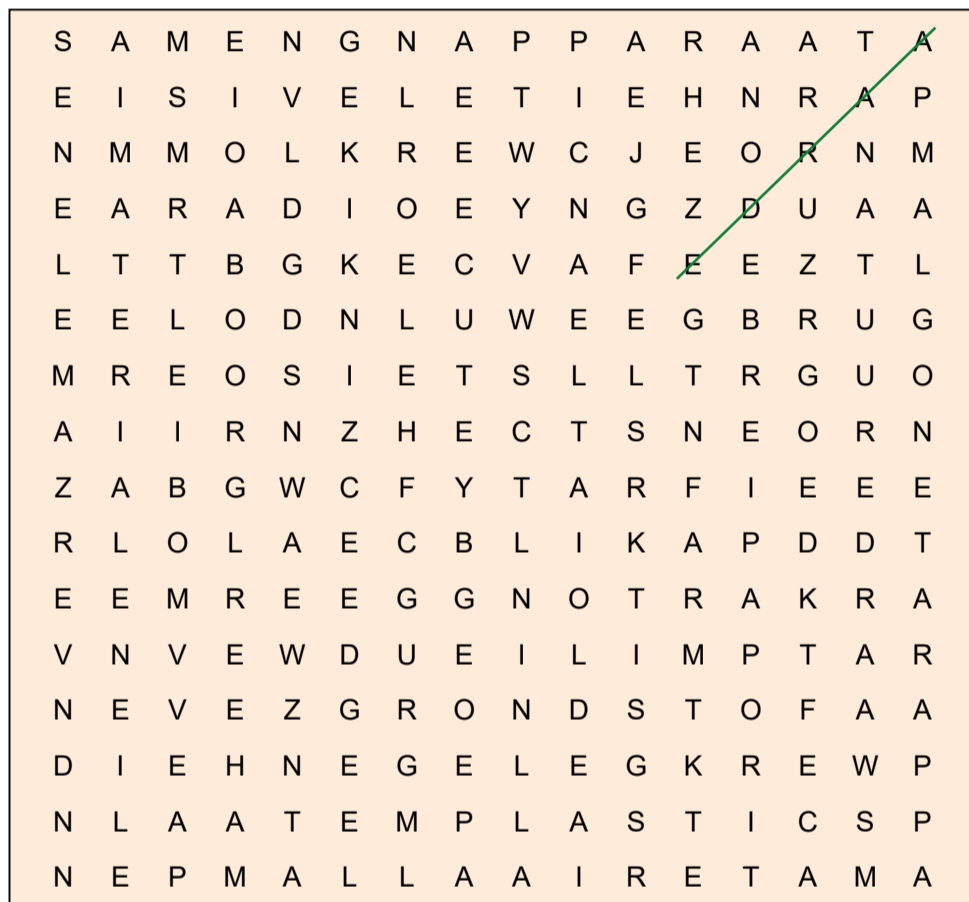 S A M E N G N A P P A R A A T A
E I S I V E L E T I E H N R A P
N M M O L K R E W C J E O R N M
E A R A D I O E Y N G Z D U A A
L T T B G K E C V A F E E Z T L
E E L O D N L U W E E G B R U G
M R E O S I E T S L L T R G U O
A I I R N Z H E C T S N E O R N
Z A B G W C F Y T A R F I E E E
R L O L A E C B L I K A P D D T
E E M R E E G G N O T R A K R A
V N V E W D U E I L I M P T A R
N E V E Z G R O N D S T O F A A
D I E H N E G E L E G K R E W P
N L A A T E M P L A S T I C S P
N E P M A L L A A I R E T A M A